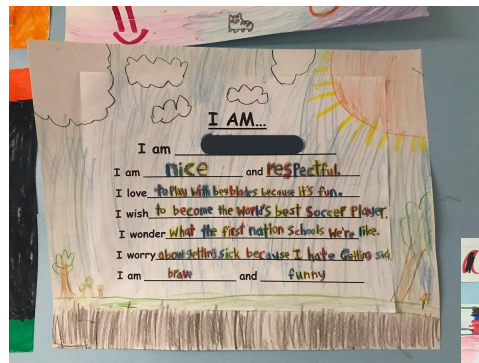 I AM...
I am
I am nice and respectful.
I love to play with beyblades because it's fun.
I wish to become the world's best soccer player.
I wonder what the first nation schools we're like.
I worry about getting sick because I hate getting sick
I am brave and funny